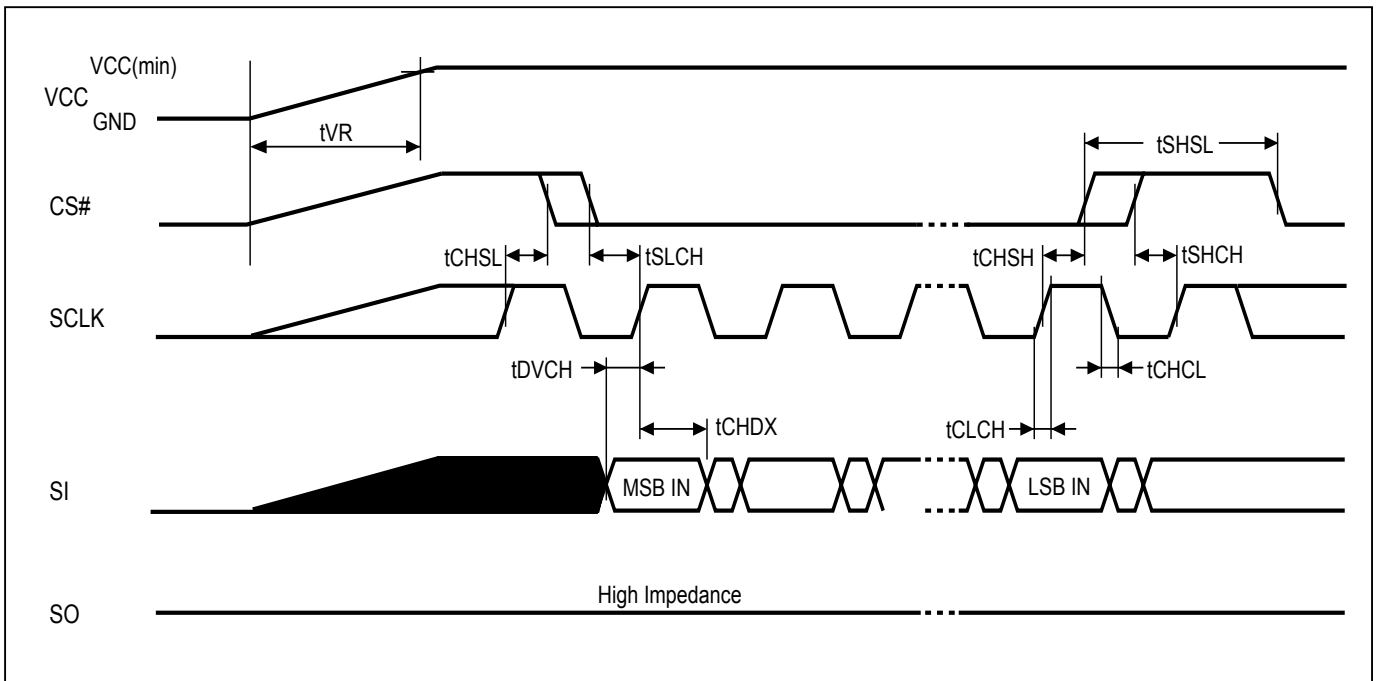 VCC(min)
VCC
GND
tVR
tSHSL
CS#
tCHSL
tSLCH
tCHSH
tSHCH
SCLK
tDVCH
tCHCL
tCHDX
tCLCH
SI
MSB IN
LSB IN
High Impedance
SO